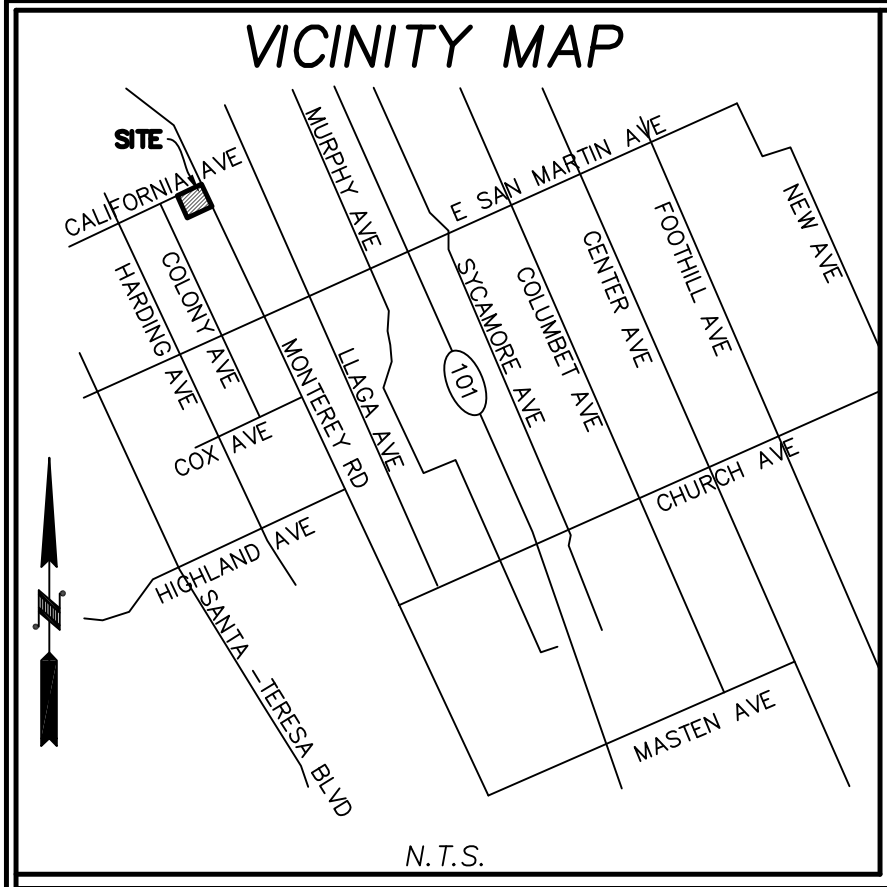 VICINITY MAP
SITE
CALIFORNIA AVE
MURPHY AVE
E SAN MARTIN AVE
NEW AVE
HARDING AVE
COLONY AVE
MONTEREY RD
LLAGA AVE
101
SYCAMORE AVE
COLUMBET AVE
CENTER AVE
FOOTHILL AVE
COX AVE
HIGHLAND AVE
CHURCH AVE
N
SANTA -TERESA BLVD
MASTEN AVE
N.T.S.